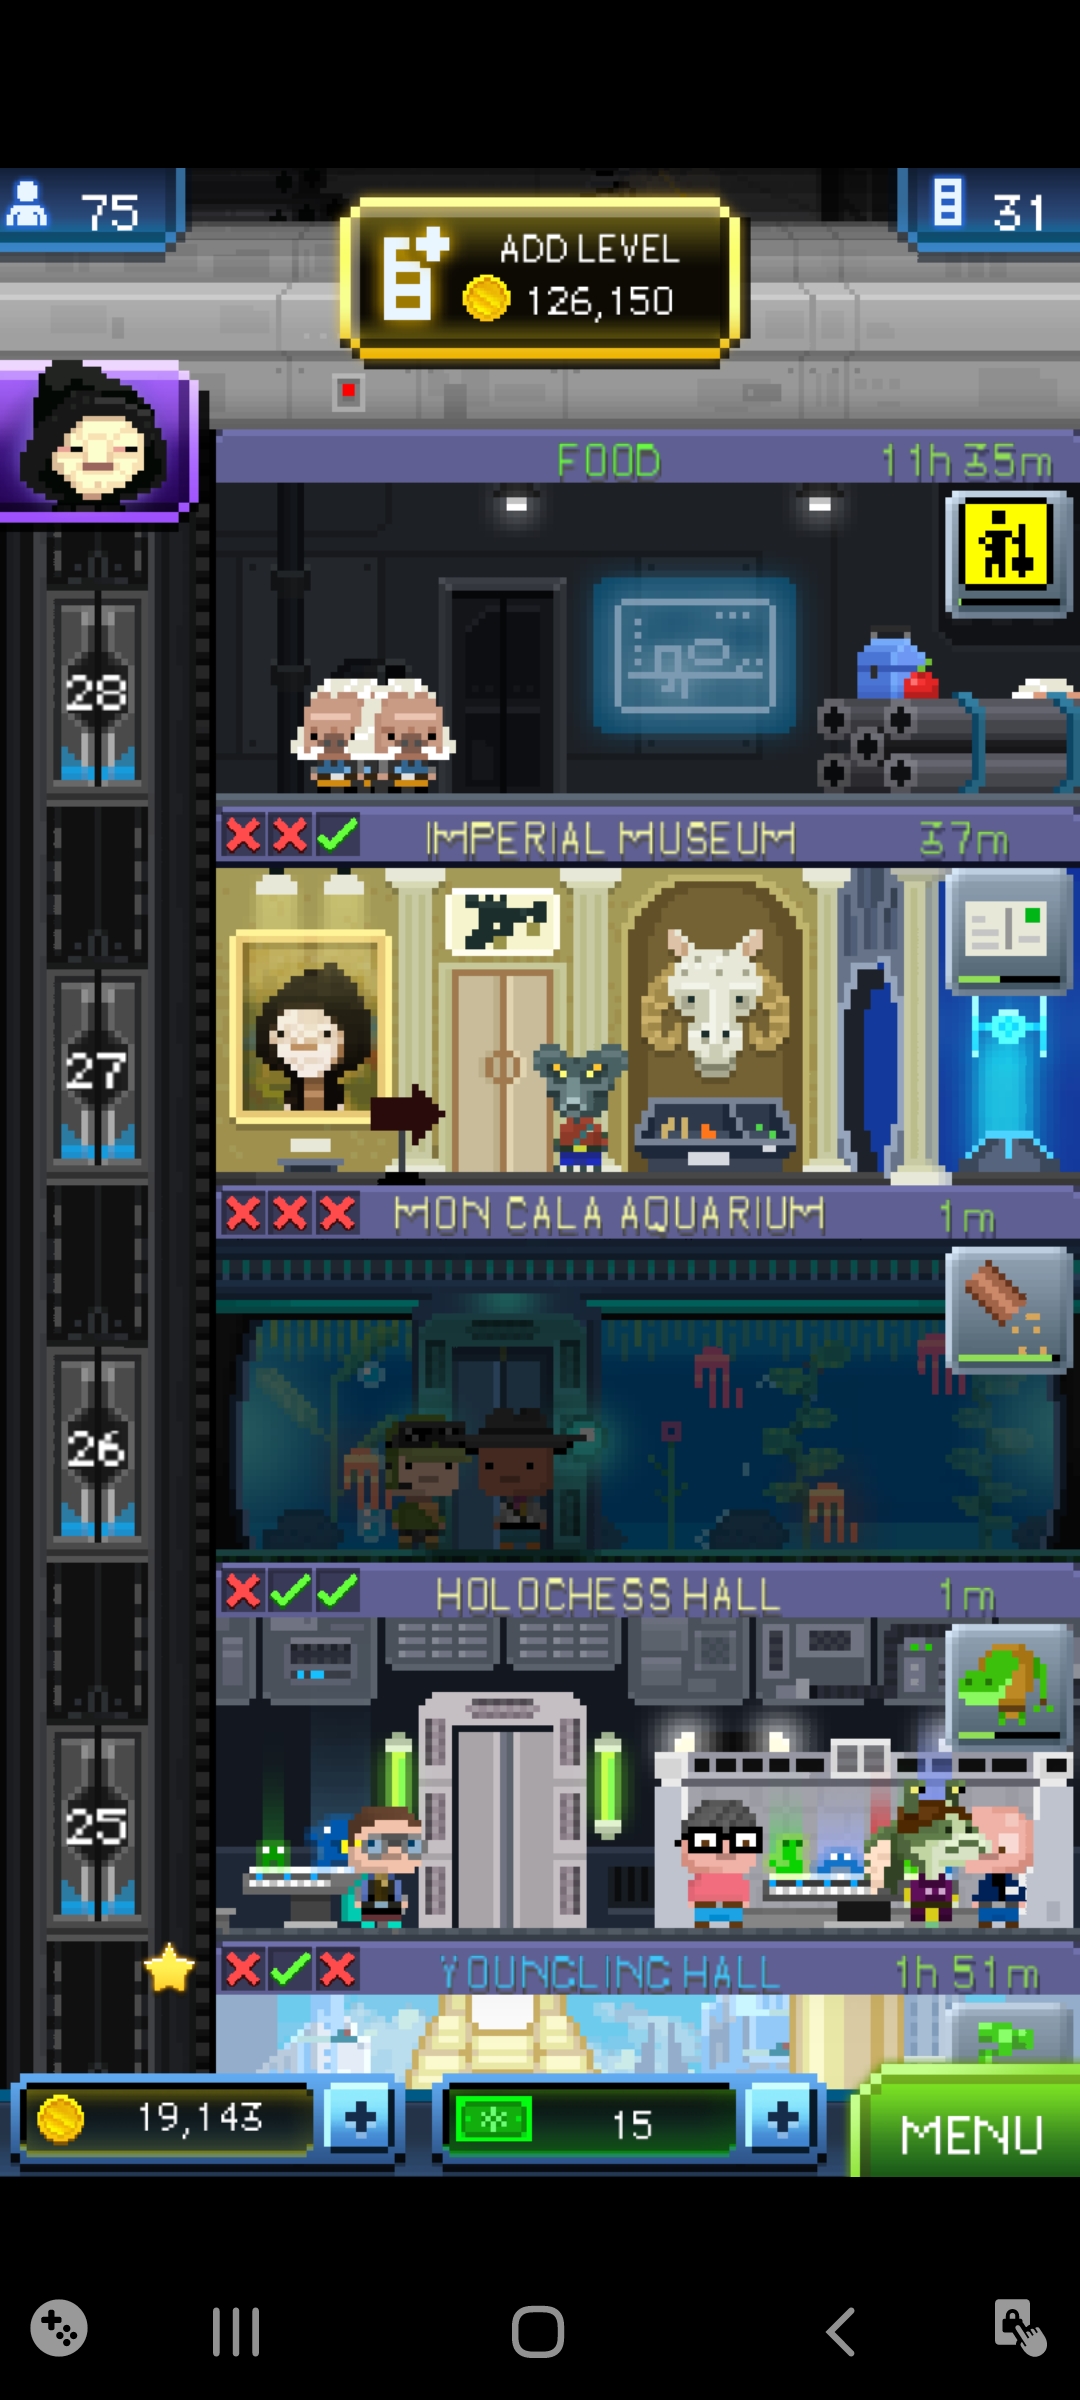 75
ADD LEVEL
126,150
31
FOOD 11h 35m
28
IMPERIAL MUSEUM 37m
27
MON CALA AQUARIUM 1m
26
HOLOCHESS HALL 1m
25
YOUNGLING HALL 1h 51m
19,143
15
MENU